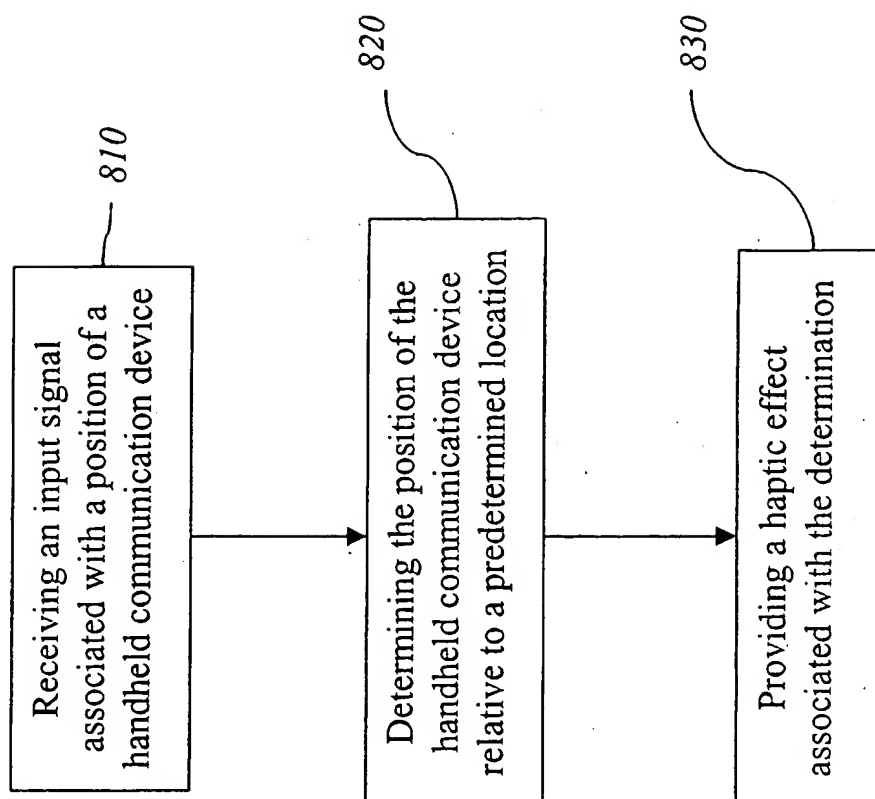 Receiving an input signal
associated with a position of a
handheld communication device
810
Determining the position of the
handheld communication device
relative to a predetermined location
820
Providing a haptic effect
associated with the determination
830